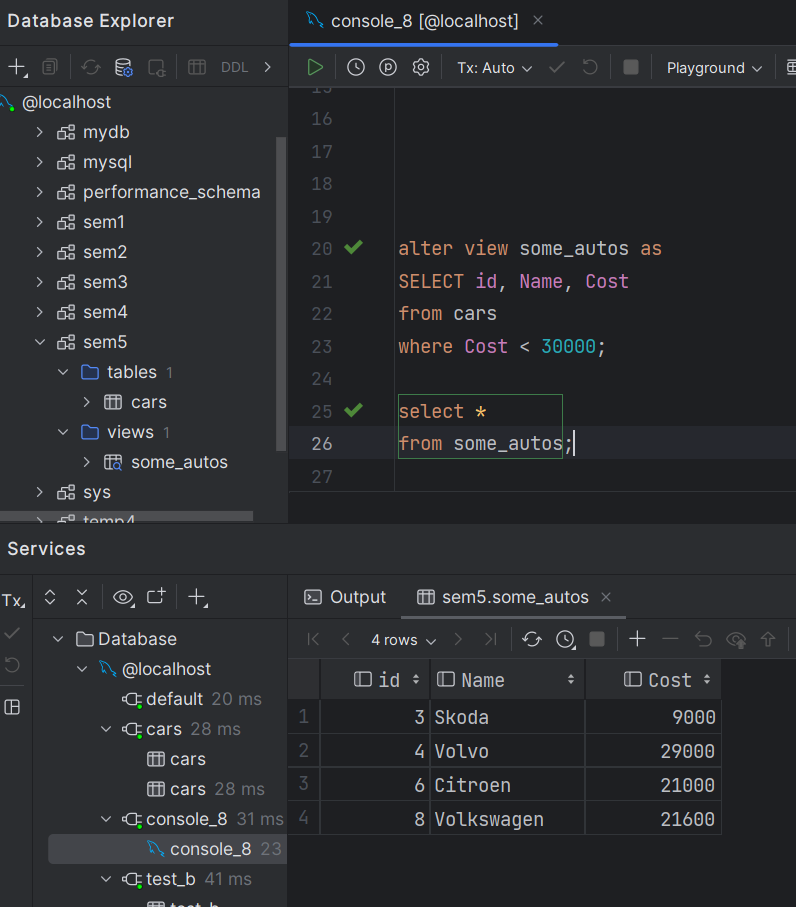 Database Explorer
console_8 [@localhost]
DDL
Tx: Auto
Playground
@localhost
mydb
mysql
performance_schema
sem1
sem2
sem3
sem4
sem5
tables 1
cars
views 1
some_autos
sys
temp4
15
16
17
18
19
20 alter view some_autos as
21 SELECT id, Name, Cost
22 from cars
23 where Cost < 30000;
24
25 select *
26 from some_autos;
27
Services
Tx
Database
@localhost
default 20 ms
cars 28 ms
cars
cars 28 ms
console_8 31 ms
console_8 23
test_b 41 ms
test_b
Output
sem5.some_autos
4 rows
id Name Cost
1 3 Skoda 9000
2 4 Volvo 29000
3 6 Citroen 21000
4 8 Volkswagen 21600